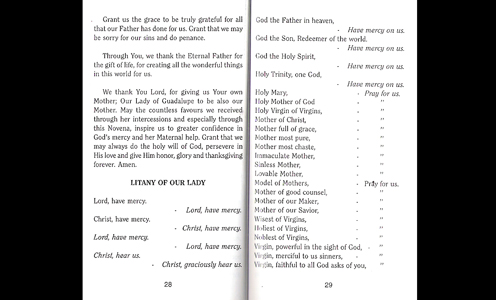 Grant us the grace to be truly grateful for all
that our Father has done for us. Grant that we may
be sorry for our sins and do penance.
Through You, we thank the Eternal Father for
the gift of life, for creating all the wonderful things
in this world for us.
We thank You Lord, for giving us Your own
Mother; Our Lady of Guadalupe to be also our
Mother. May the countless favours we received
through her intercessions and especially through
this Novena, inspire us to greater confidence in
God's mercy and her Maternal help. Grant that we
may always do the holy will of God, persevere in
His love and give Him honor, glory and thanksgiving
forever. Amen.
LITANY OF OUR LADY
Lord, have mercy.
- Lord, have mercy.
Christ, have mercy.
- Christ, have mercy.
Lord, have mercy.
- Lord, have mercy.
Christ, hear us.
- Christ, graciously hear us.
28
God the Father in heaven,
- Have mercy on us.
God the Son, Redeemer of the world.
- Have mercy on us.
God the Holy Spirit,
- Have mercy on us.
Holy Trinity, one God,
- Have mercy on us.
Holy Mary, - Pray for us.
Holy Mother of God - "
Holy Virgin of Virgins, - "
Mother of Christ, - "
Mother full of grace, - "
Mother most pure, - "
Mother most chaste, - "
Immaculate Mother, - "
Sinless Mother, - "
Lovable Mother, - "
Model of Mothers, - Pray for us.
Mother of good counsel, - "
Mother of our Maker, - "
Mother of our Savior, - "
Wisest of Virgins, - "
Holiest of Virgins, - "
Noblest of Virgins, - "
Virgin, powerful in the sight of God, - "
Virgin, merciful to us sinners, - "
Virgin, faithful to all God asks of you, "
29